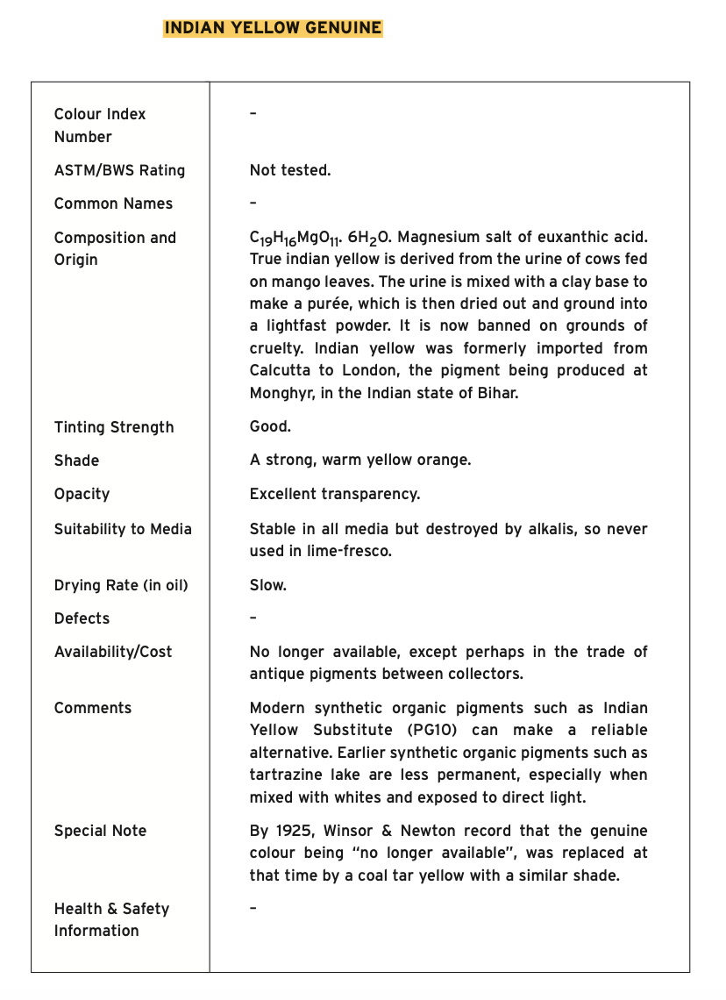 INDIAN YELLOW GENUINE
Colour Index
Number
–
ASTM/BWS Rating
Not tested.
Common Names
–
Composition and
Origin
C₁₉H₁₆MgO₁₁. 6H₂O. Magnesium salt of euxanthic acid.
True indian yellow is derived from the urine of cows fed
on mango leaves. The urine is mixed with a clay base to
make a purée, which is then dried out and ground into
a lightfast powder. It is now banned on grounds of
cruelty. Indian yellow was formerly imported from
Calcutta to London, the pigment being produced at
Monghyr, in the Indian state of Bihar.
Tinting Strength
Good.
Shade
A strong, warm yellow orange.
Opacity
Excellent transparency.
Suitability to Media
Stable in all media but destroyed by alkalis, so never
used in lime-fresco.
Drying Rate (in oil)
Slow.
Defects
–
Availability/Cost
No longer available, except perhaps in the trade of
antique pigments between collectors.
Comments
Modern synthetic organic pigments such as Indian
Yellow Substitute (PG10) can make a reliable
alternative. Earlier synthetic organic pigments such as
tartrazine lake are less permanent, especially when
mixed with whites and exposed to direct light.
Special Note
By 1925, Winsor & Newton record that the genuine
colour being “no longer available”, was replaced at
that time by a coal tar yellow with a similar shade.
Health & Safety
Information
–